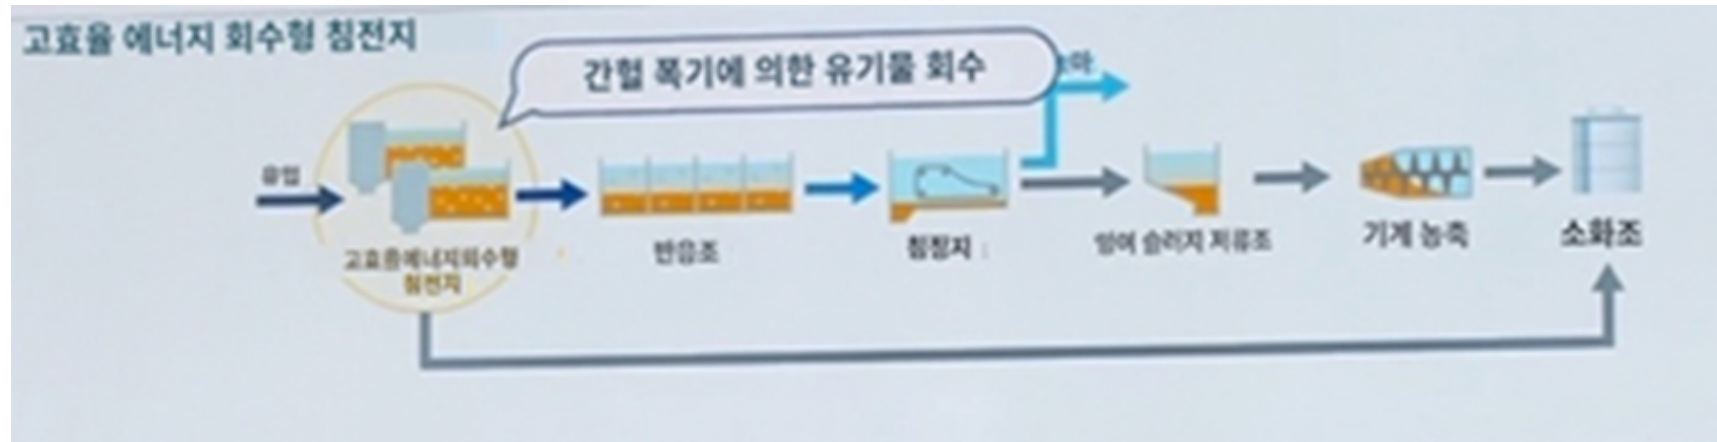 고효율 에너지 회수형 침전지
간헐 폭기에 의한 유기물 회수
유입
고효율에너지회수형
침전지
반응조
침전지
잉여 슬러지 저류조
기계 농축
소화조